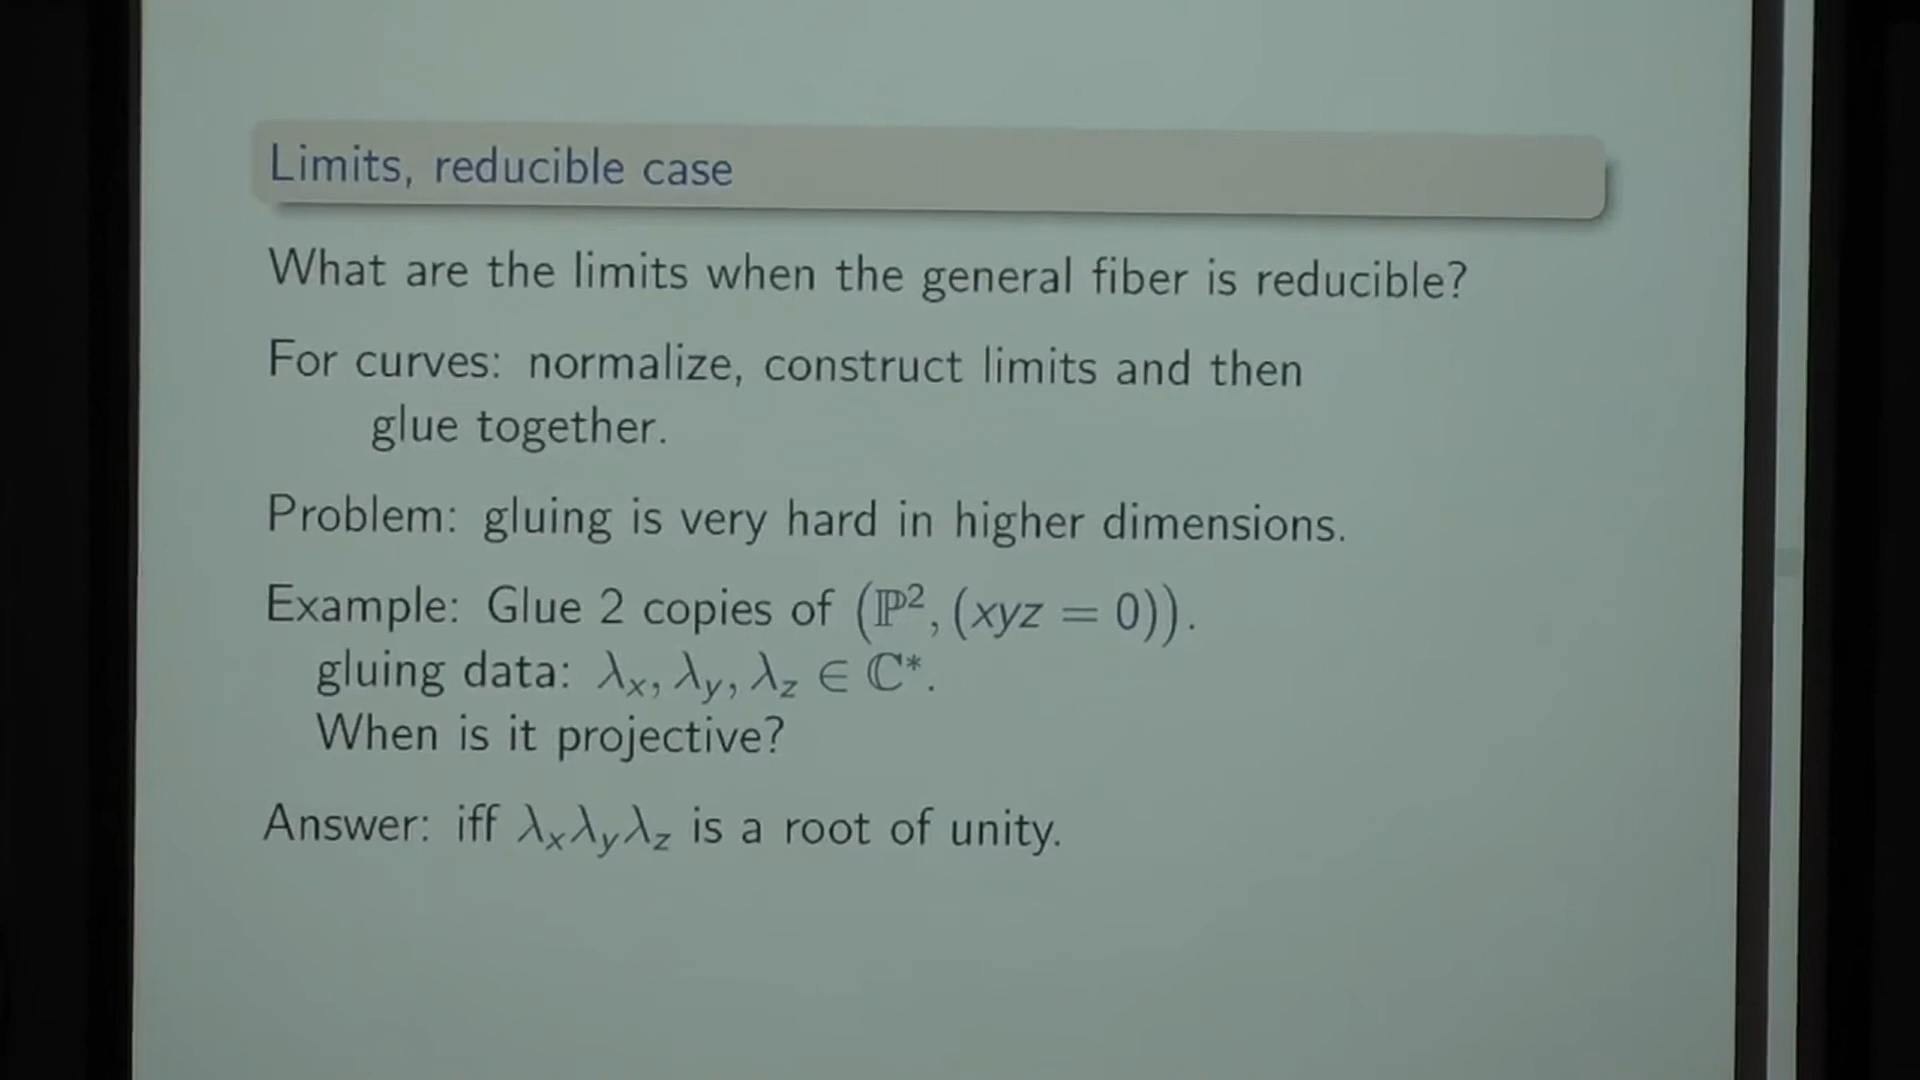 Limits, reducible case
What are the limits when the general fiber is reducible?
For curves: normalize, construct limits and then
glue together.
Problem: gluing is very hard in higher dimensions.
Example: Glue 2 copies of (ℙ², (xyz = 0)).
gluing data: λₓ, λ_y, λ_z ∈ ℂ*.
When is it projective?
Answer: iff λₓλ_yλ_z is a root of unity.